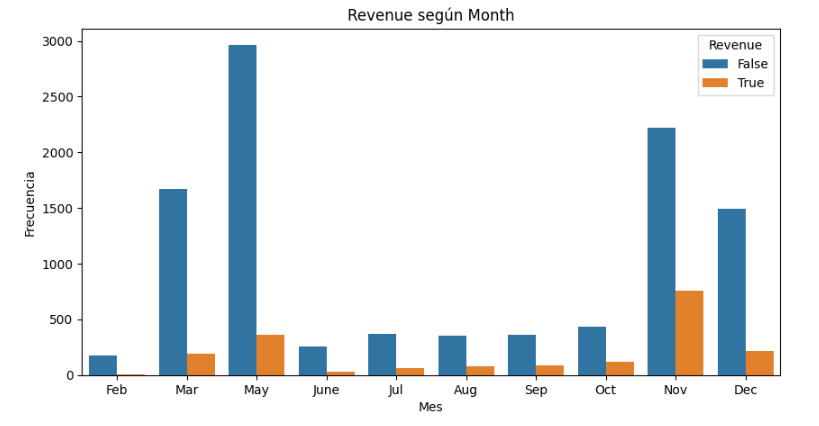 Revenue según Month
Revenue
False
True
Frecuencia
3000
2500
2000
1500
1000
500
0
Feb Mar May June Jul Aug Sep Oct Nov Dec
Mes